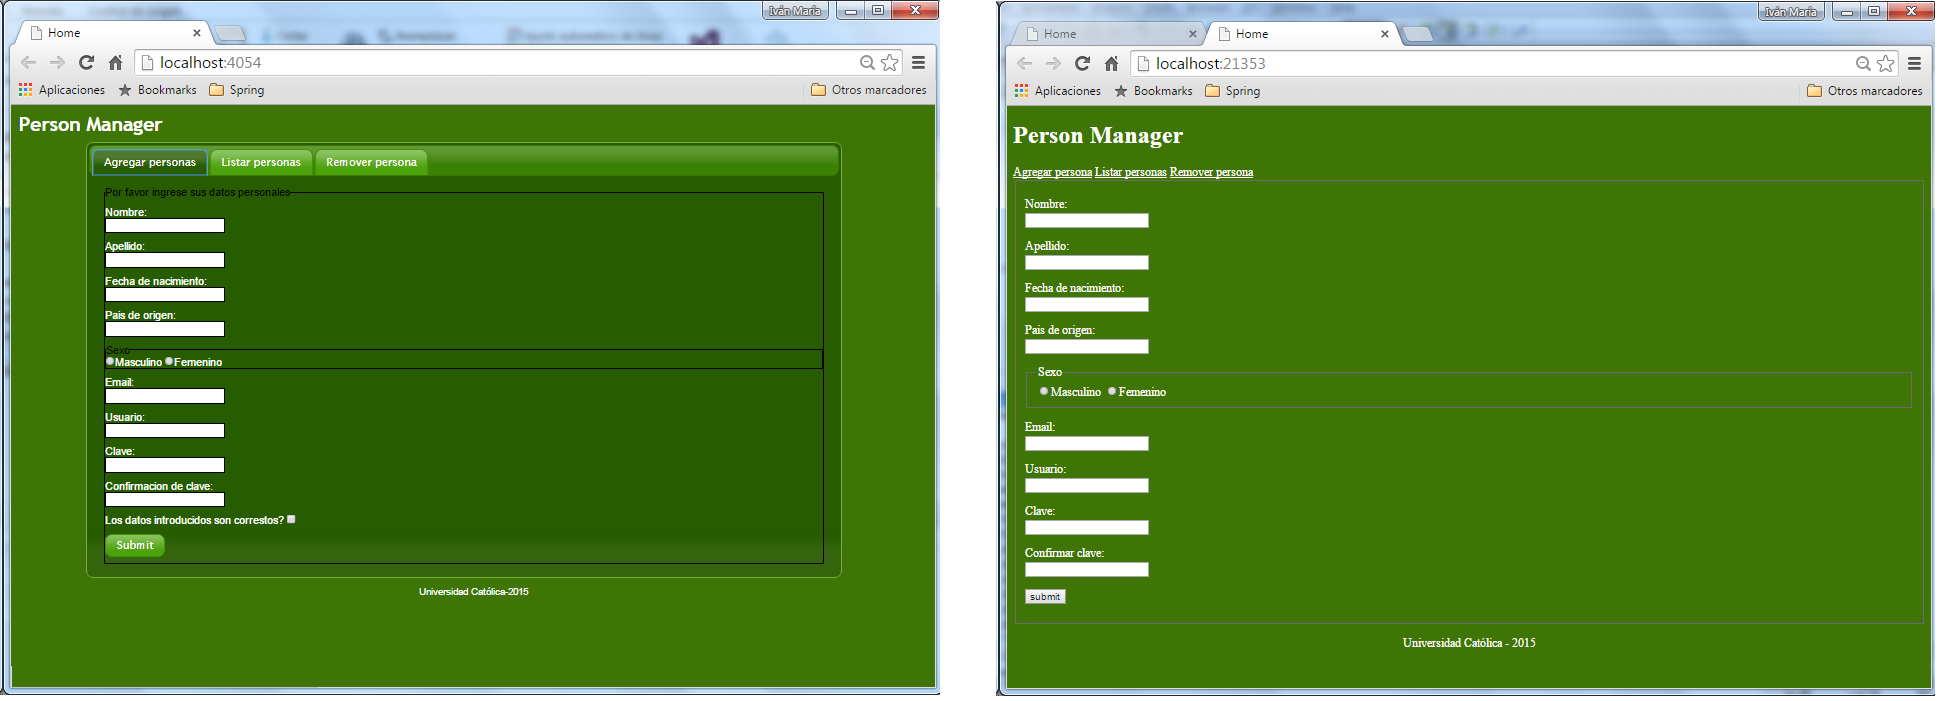 Iván María
Home
localhost:4054
Aplicaciones Bookmarks Spring Otros marcadores
Person Manager
Agregar personas Listar personas Remover persona
Por favor ingrese sus datos personales
Nombre:
Apellido:
Fecha de nacimiento:
Pais de origen:
Sexo
Masculino Femenino
Email:
Usuario:
Clave:
Confirmacion de clave:
Los datos introducidos son correstos?
Submit
Universidad Católica-2015
Iván María
Home Home
localhost:21353
Aplicaciones Bookmarks Spring Otros marcadores
Person Manager
Agregar persona Listar personas Remover persona
Nombre:
Apellido:
Fecha de nacimiento:
Pais de origen:
Sexo
Masculino Femenino
Email:
Usuario:
Clave:
Confirmar clave:
submit
Universidad Católica - 2015